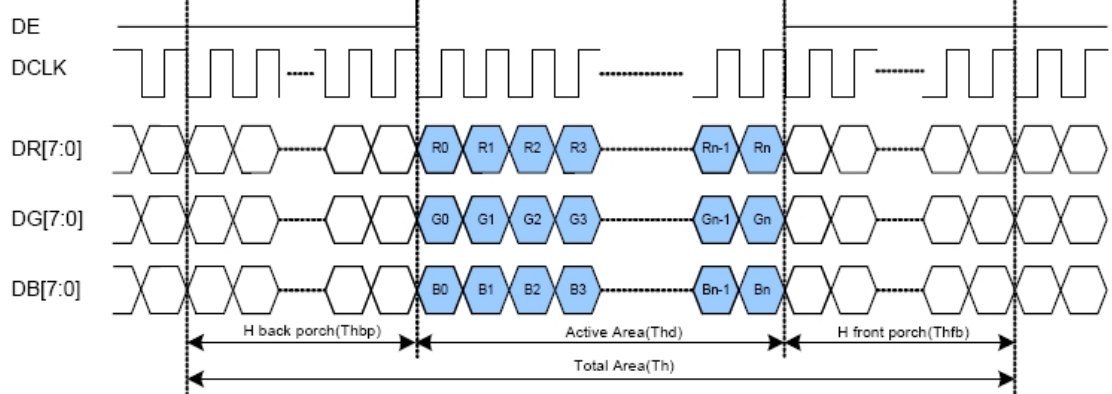 DE
DCLK
DR[7:0] R0 R1 R2 R3 Rn-1 Rn
DG[7:0] G0 G1 G2 G3 Gn-1 Gn
DB[7:0] B0 B1 B2 B3 Bn-1 Bn
H back porch(Thbp) Active Area(Thd) H front porch(Thfb)
Total Area(Th)